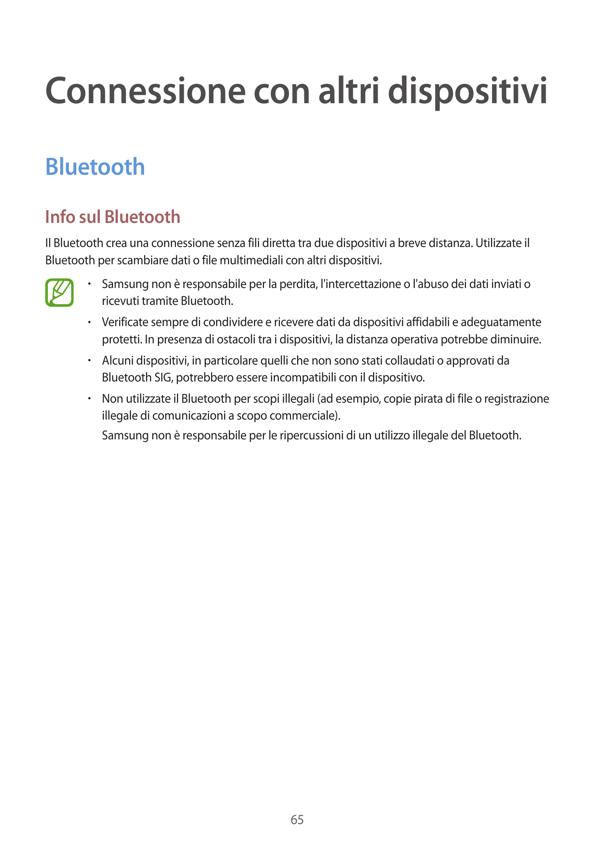 Connessione con altri dispositivi
Bluetooth
Info sul Bluetooth
Il Bluetooth crea una connessione senza fili diretta tra due dispositivi a breve distanza. Utilizzate il
Bluetooth per scambiare dati o file multimediali con altri dispositivi.
• Samsung non è responsabile per la perdita, l'intercettazione o l'abuso dei dati inviati o
ricevuti tramite Bluetooth.
• Verificate sempre di condividere e ricevere dati da dispositivi affidabili e adeguatamente
protetti. In presenza di ostacoli tra i dispositivi, la distanza operativa potrebbe diminuire.
• Alcuni dispositivi, in particolare quelli che non sono stati collaudati o approvati da
Bluetooth SIG, potrebbero essere incompatibili con il dispositivo.
• Non utilizzate il Bluetooth per scopi illegali (ad esempio, copie pirata di file o registrazione
illegale di comunicazioni a scopo commerciale).
Samsung non è responsabile per le ripercussioni di un utilizzo illegale del Bluetooth.
65